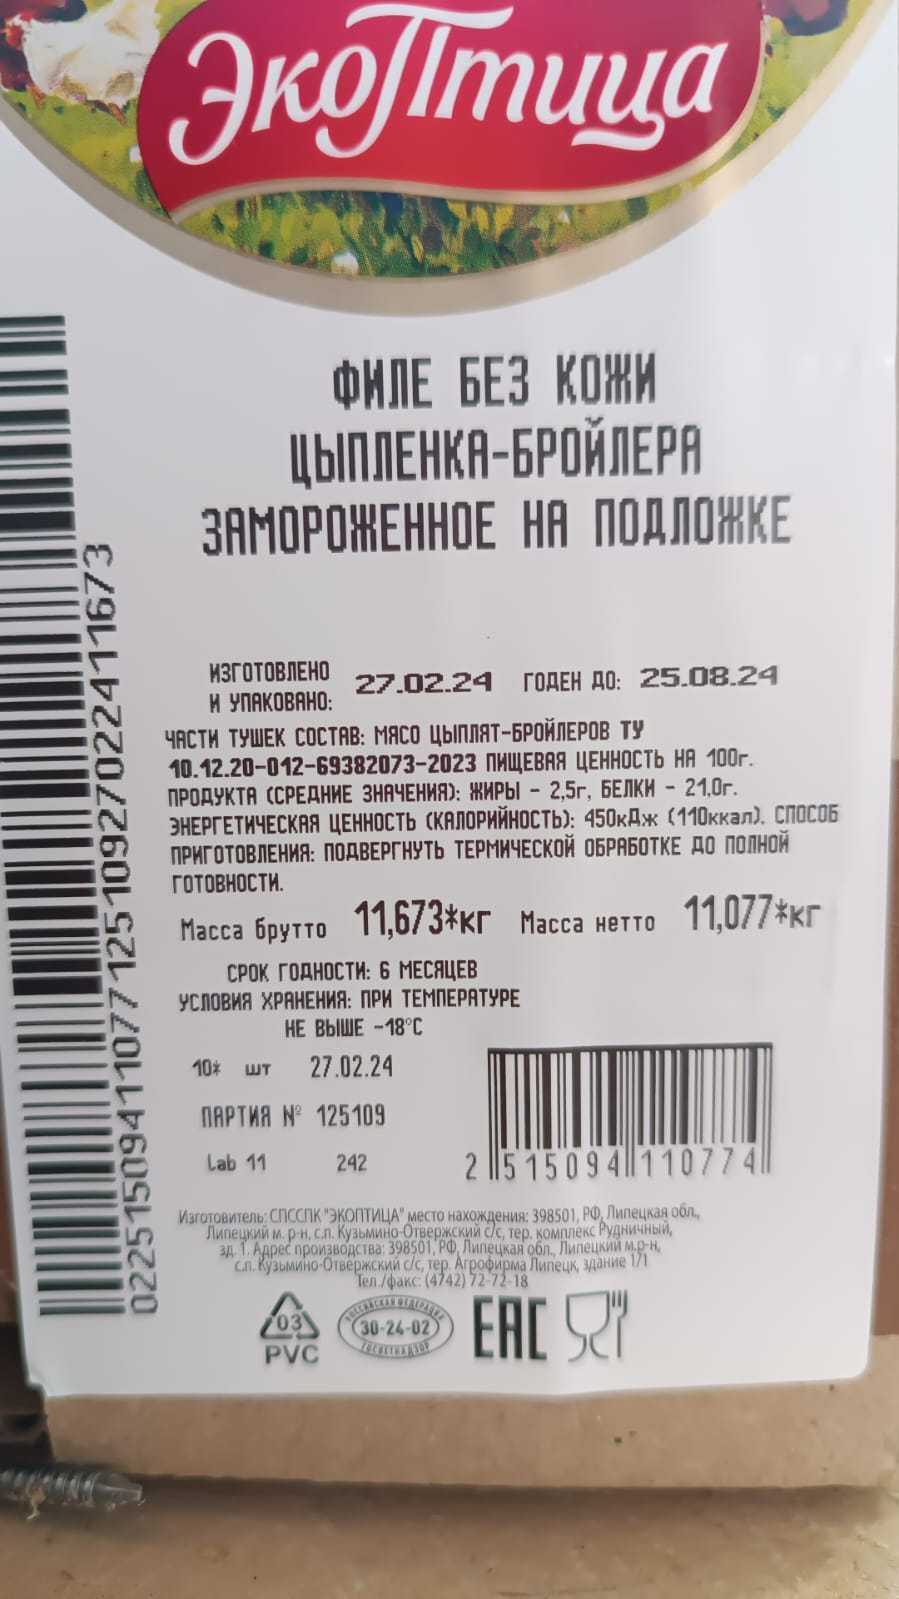 ЭкоПтица
ФИЛЕ БЕЗ КОЖИ
ЦЫПЛЕНКА-БРОЙЛЕРА
ЗАМОРОЖЕННОЕ НА ПОДЛОЖКЕ
ИЗГОТОВЛЕНО
И УПАКОВАНО: 27.02.24 ГОДЕН ДО: 25.08.24
ЧАСТИ ТУШЕК СОСТАВ: МЯСО ЦЫПЛЯТ-БРОЙЛЕРОВ ТУ
10.12.20-012-69382073-2023 ПИЩЕВАЯ ЦЕННОСТЬ НА 100г.
ПРОДУКТА (СРЕДНИЕ ЗНАЧЕНИЯ): ЖИРЫ - 2,5г, БЕЛКИ - 21,0г.
ЭНЕРГЕТИЧЕСКАЯ ЦЕННОСТЬ (КАЛОРИЙНОСТЬ): 450кДж (110ккал). СПОСОБ
ПРИГОТОВЛЕНИЯ: ПОДВЕРГНУТЬ ТЕРМИЧЕСКОЙ ОБРАБОТКЕ ДО ПОЛНОЙ
ГОТОВНОСТИ.
Масса брутто 11,673*кг Масса нетто 11,077*кг
СРОК ГОДНОСТИ: 6 МЕСЯЦЕВ
УСЛОВИЯ ХРАНЕНИЯ: ПРИ ТЕМПЕРАТУРЕ
НЕ ВЫШЕ -18°С
10* шт 27.02.24
ПАРТИЯ № 125109
Lab 11 242
2 515094 110774
Изготовитель: СПССПК "ЭКОПТИЦА" место нахождения: 398501, РФ, Липецкая обл.,
Липецкий м. р-н, с.п. Кузьмино-Отвержский с/с, тер. комплекс Рудничный,
зд. 1. Адрес производства: 398501, РФ, Липецкая обл., Липецкий м.р-н,
с.п. Кузьмино-Отвержский с/с, тер. Агрофирма Липецк, здание 1/1
Тел./факс: (4742) 72-72-18
03
PVC
РОССИЙСКАЯ ФЕДЕРАЦИЯ
30-24-02
ГОСВЕТНАДЗОР
EAC
0225150941107712510927022411673